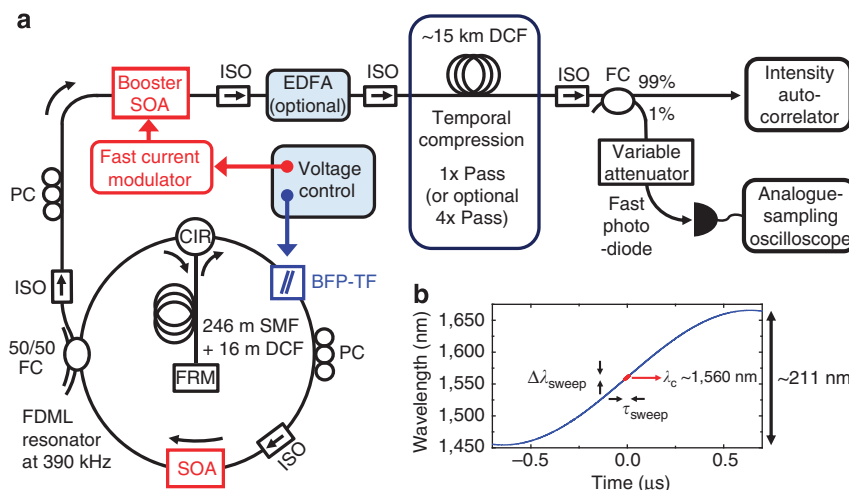 a
Booster
SOA
ISO
EDFA
(optional)
ISO
~15 km DCF
Temporal
compression
1x Pass
(or optional
4x Pass)
ISO
FC
99%
1%
Intensity
auto-
correlator
Variable
attenuator
Fast
photo
-diode
Analogue-
sampling
oscilloscope
Fast current
modulator
Voltage
control
PC
CIR
BFP-TF
ISO
246 m SMF
+ 16 m DCF
PC
50/50
FC
FRM
FDML
resonator
at 390 kHz
SOA
ISO
b
Wavelength (nm)
1,650
1,600
1,550
1,500
1,450
Δλsweep
τsweep
λc ~1,560 nm
~211 nm
−0.5
0.0
0.5
Time (μs)